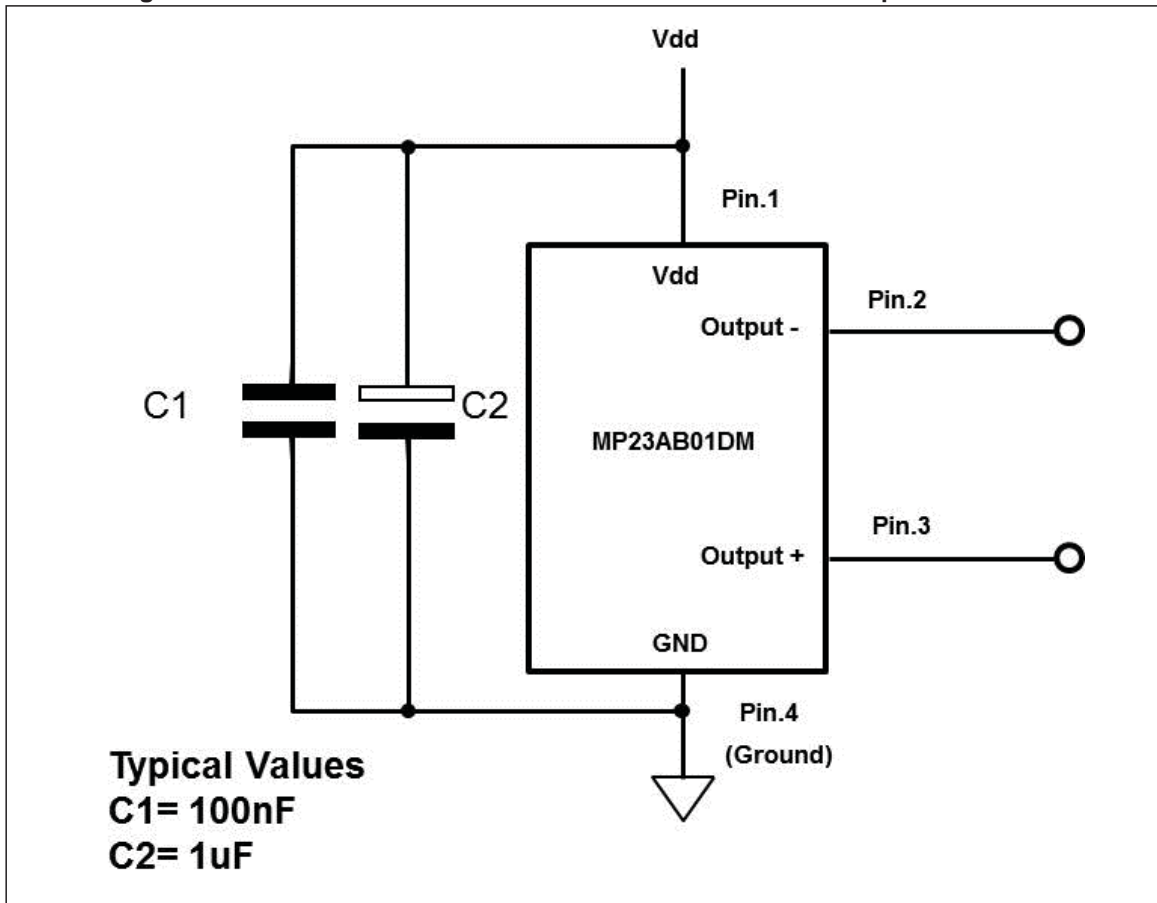 Vdd
Pin.1
Vdd
Pin.2
Output -
C1
C2
MP23AB01DM
Pin.3
Output +
GND
Pin.4
(Ground)
Typical Values
C1= 100nF
C2= 1uF